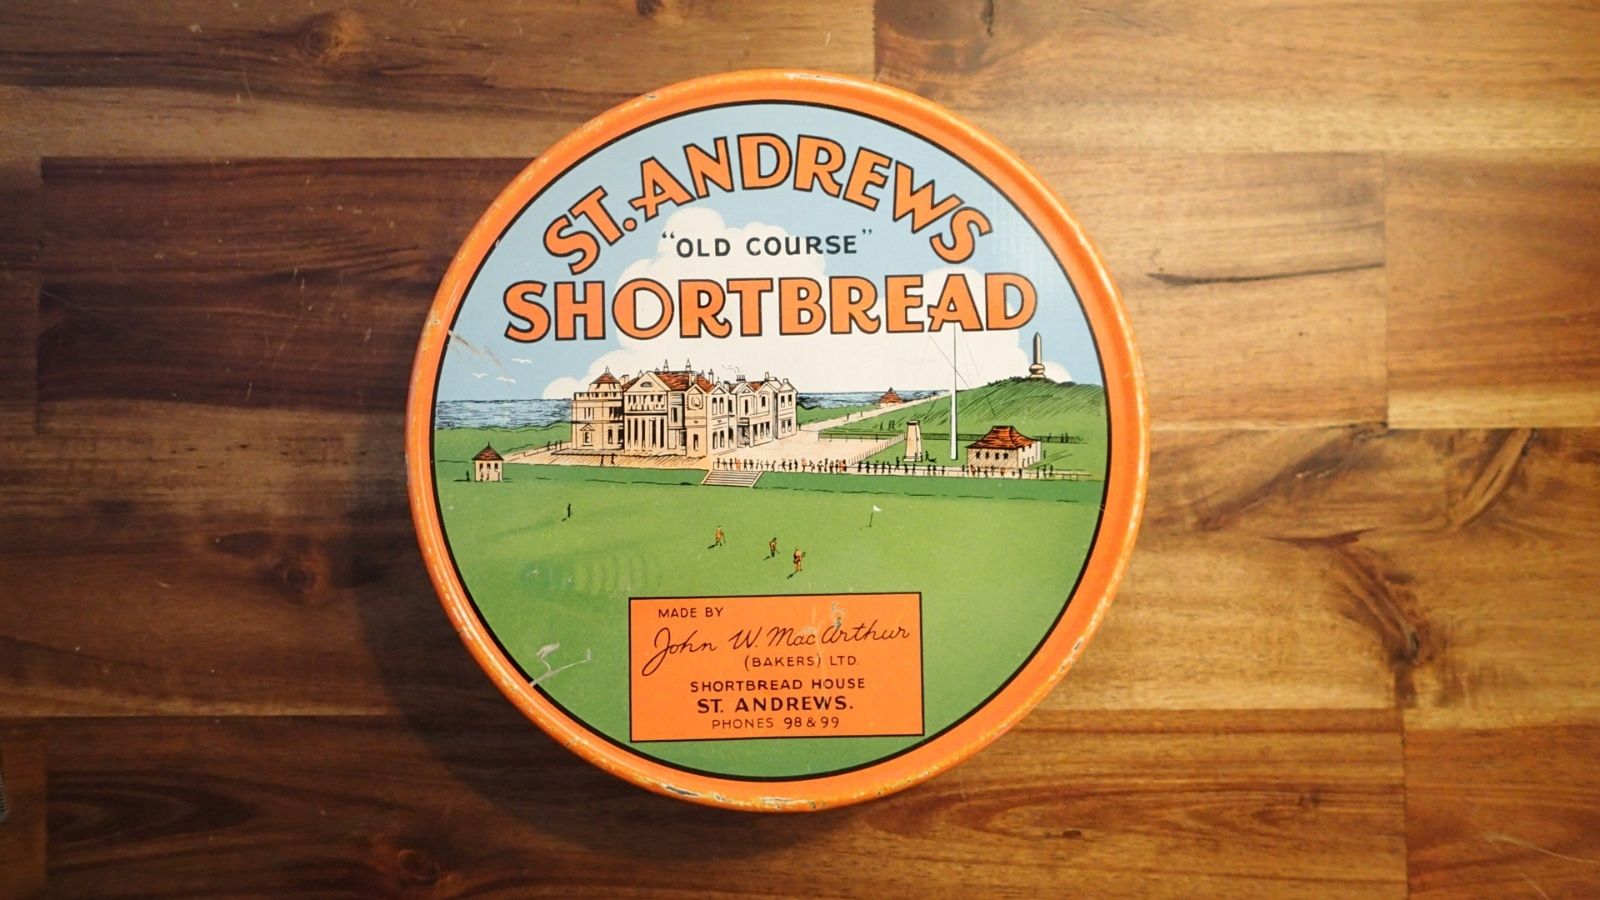 ST. ANDREWS
"OLD COURSE"
SHORTBREAD
MADE BY
John W. MacArthur
(BAKERS) LTD.
SHORTBREAD HOUSE
ST. ANDREWS.
PHONES 98 & 99